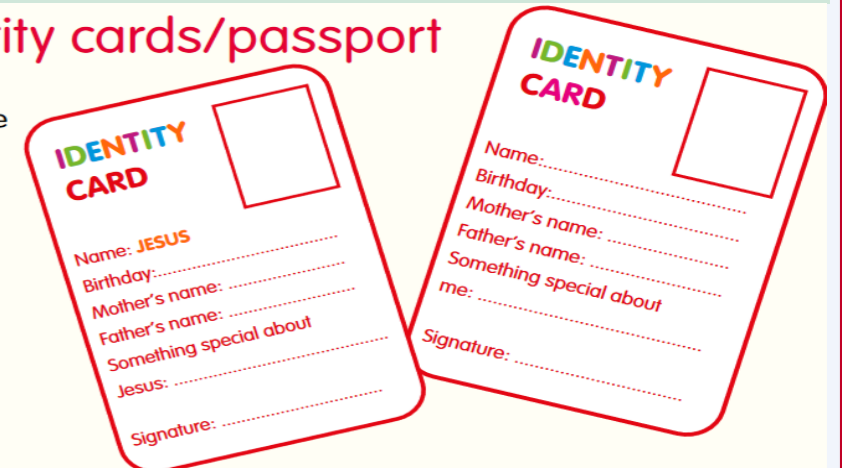 ity cards/passport
e
IDENTITY
CARD
Name: JESUS
Birthday:............................................
Mother's name: ............................
Father's name: ..............................
Something special about
Jesus: ..................................................
Signature: ......................................
IDENTITY
CARD
Name:..................................................
Birthday:..............................................
Mother's name: ............................
Father's name: ..............................
Something special about
me: ......................................................
Signature: ........................................